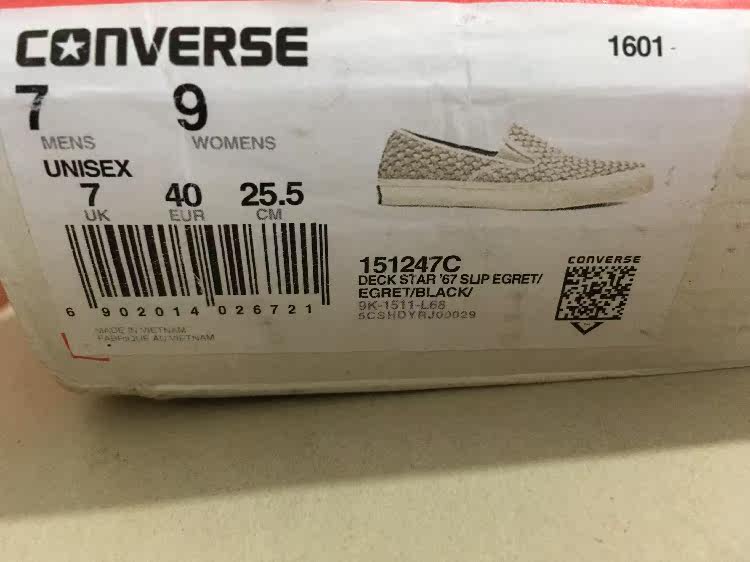 CONVERSE
1601-
7 9
MENS WOMENS
UNISEX
7 40 25.5
UK EUR CM
6 902014 026721
MADE IN VIETNAM
FABRIQUE AU VIETNAM
151247C
DECK STAR '67 SLIP EGRET/
EGRET/BLACK/
9K-1511-L68
5CSHDYRJ00029
CONVERSE